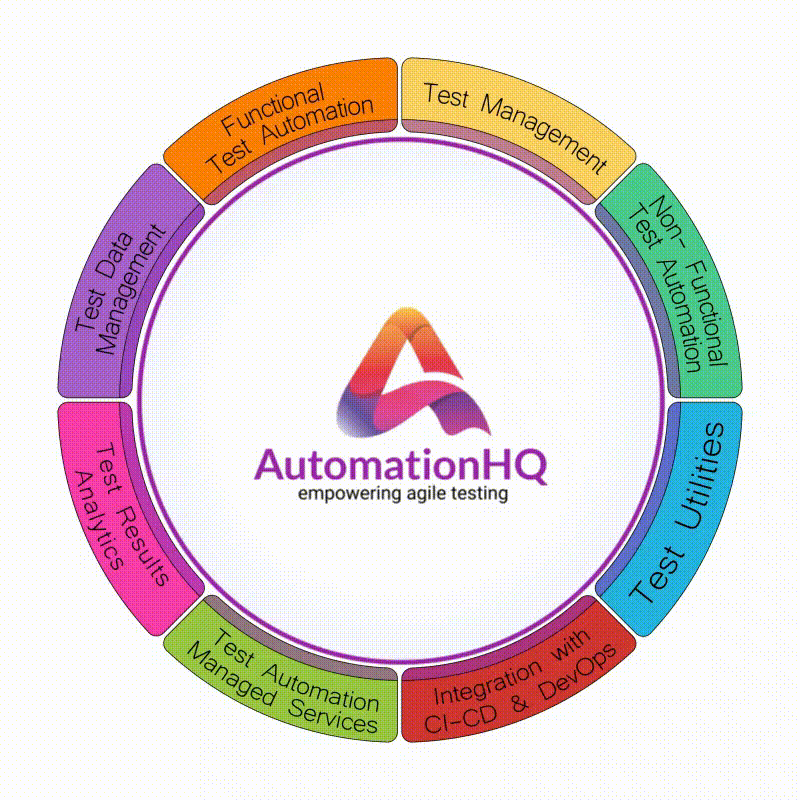 Functional
Test Automation
Test Management
Non- Functional
Test Automation
Test Utilities
Integration with
CI-CD & DevOps
Test Automation
Managed Services
Test Results
Analytics
Test Data
Management
AutomationHQ
empowering agile testing